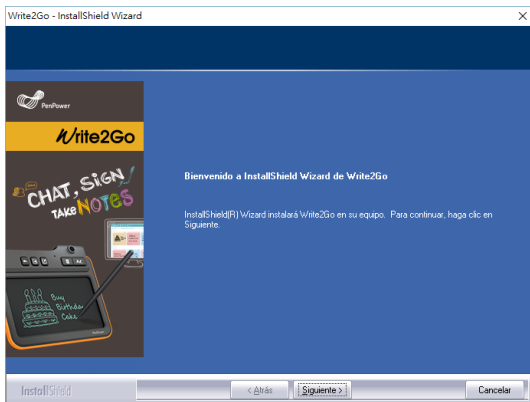 Write2Go - InstallShield Wizard
PenPower
Write2Go
CHAT, SIGN
TAKE NOTES
Buy
Birthday
Cake
Bienvenido a InstallShield Wizard de Write2Go
InstallShield(R) Wizard instalará Write2Go en su equipo. Para continuar, haga clic en
Siguiente.
InstallShield
< Atrás
Siguiente >
Cancelar